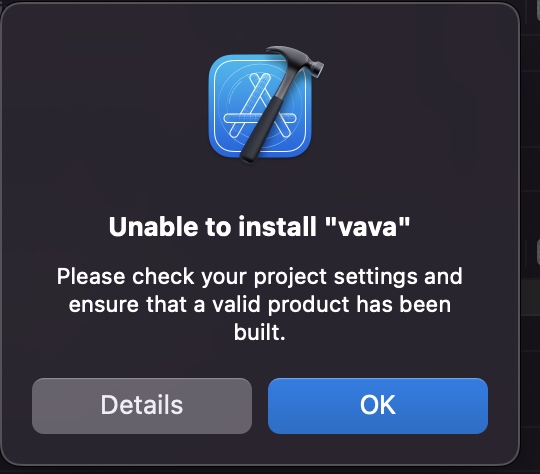 Unable to install "vava"
Please check your project settings and
ensure that a valid product has been
built.
Details
OK